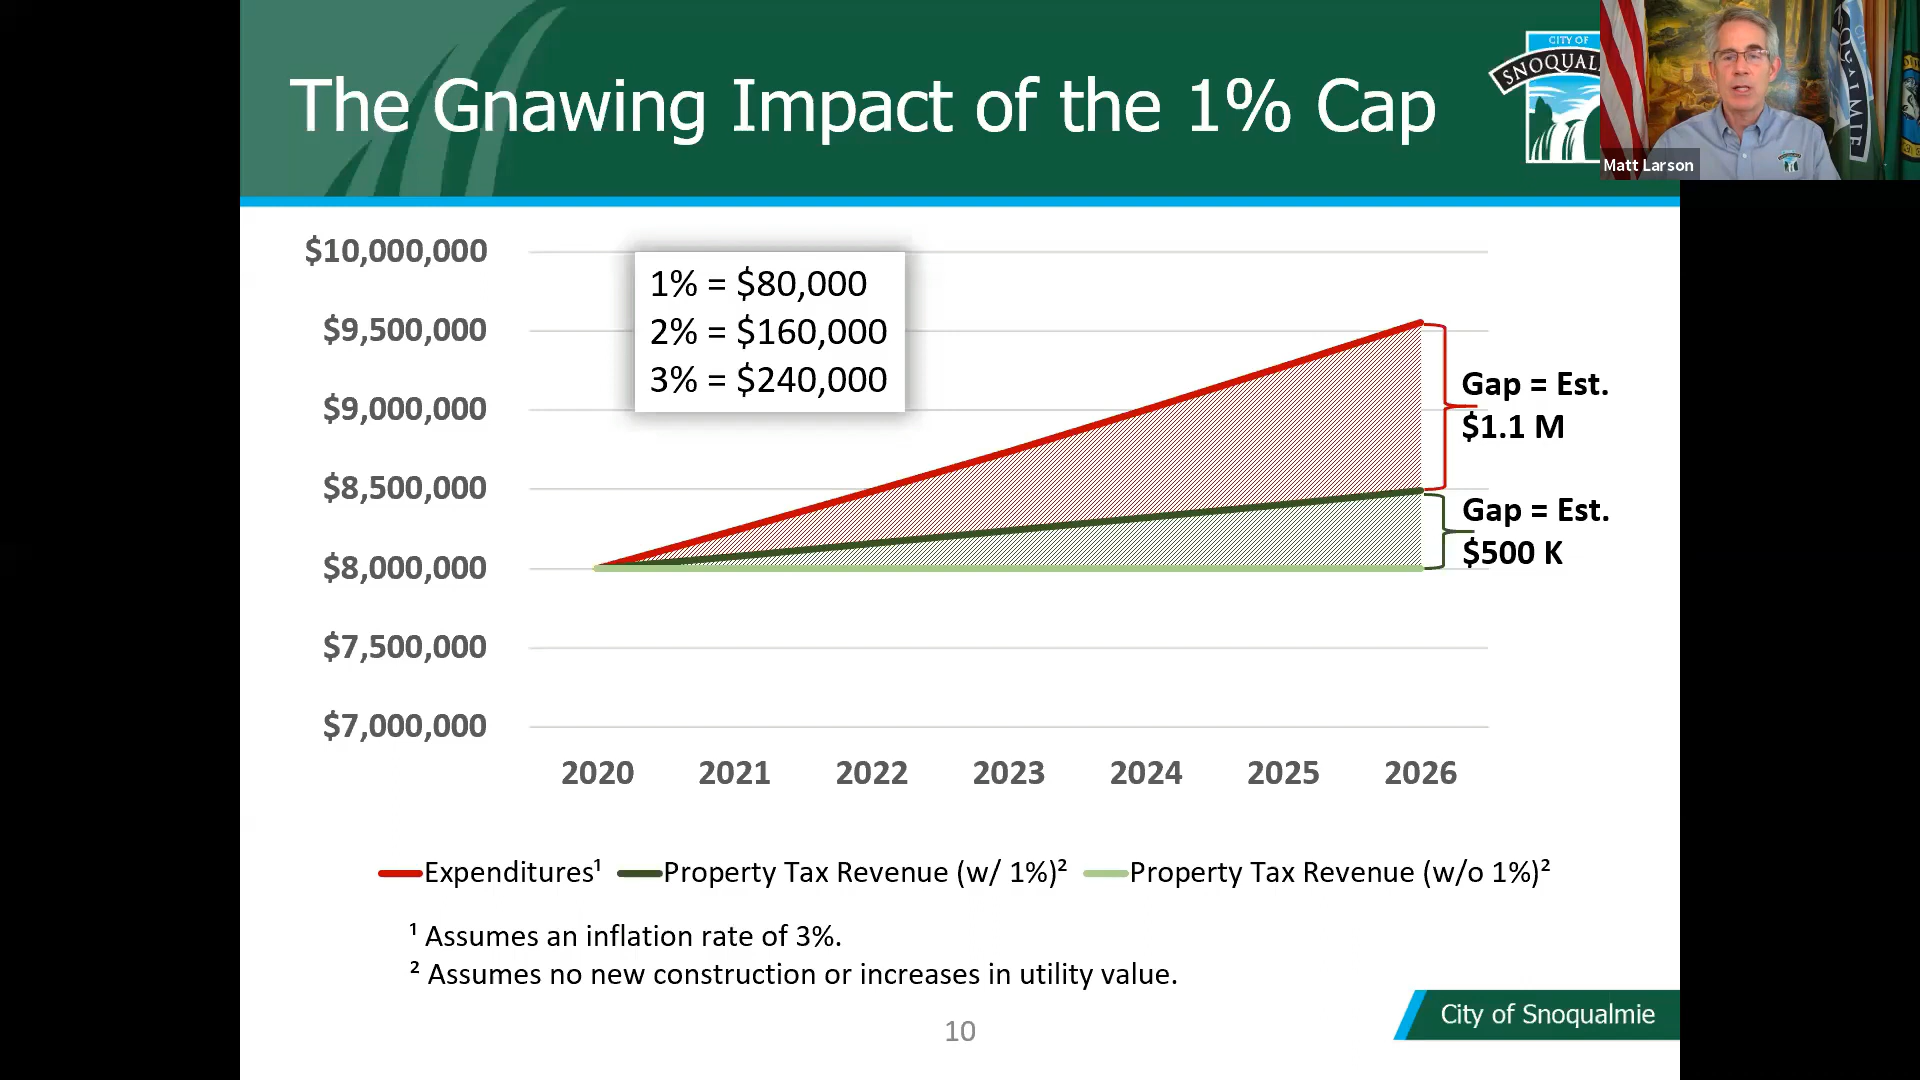 The Gnawing Impact of the 1% Cap
CITY OF
Matt Larson
$10,000,000
$9,500,000
$9,000,000
$8,500,000
$8,000,000
$7,500,000
$7,000,000
1% = $80,000
2% = $160,000
3% = $240,000
Gap = Est.
$1.1 M
Gap = Est.
$500 K
2020 2021 2022 2023 2024 2025 2026
Expenditures¹ Property Tax Revenue (w/ 1%)² Property Tax Revenue (w/o 1%)²
¹ Assumes an inflation rate of 3%.
² Assumes no new construction or increases in utility value.
City of Snoqualmie
10